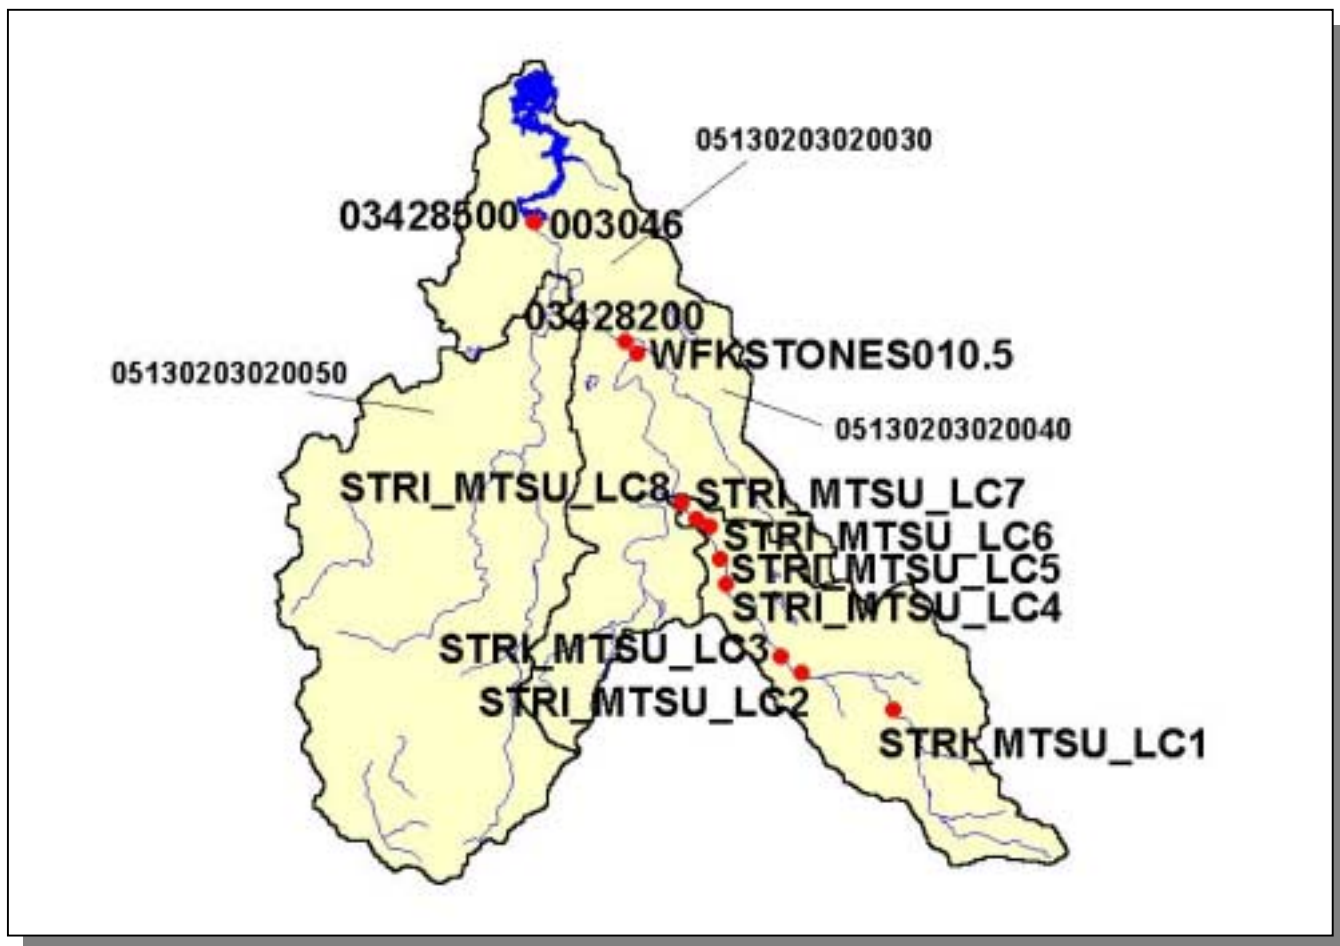 05130203020030
03428500 003046
03428200
WFKSTONES010.5
05130203020050
05130203020040
STRI_MTSU_LC8 STRI_MTSU_LC7
STRI_MTSU_LC6
STRI_MTSU_LC5
STRI_MTSU_LC4
STRI_MTSU_LC3
STRI_MTSU_LC2
STRI_MTSU_LC1